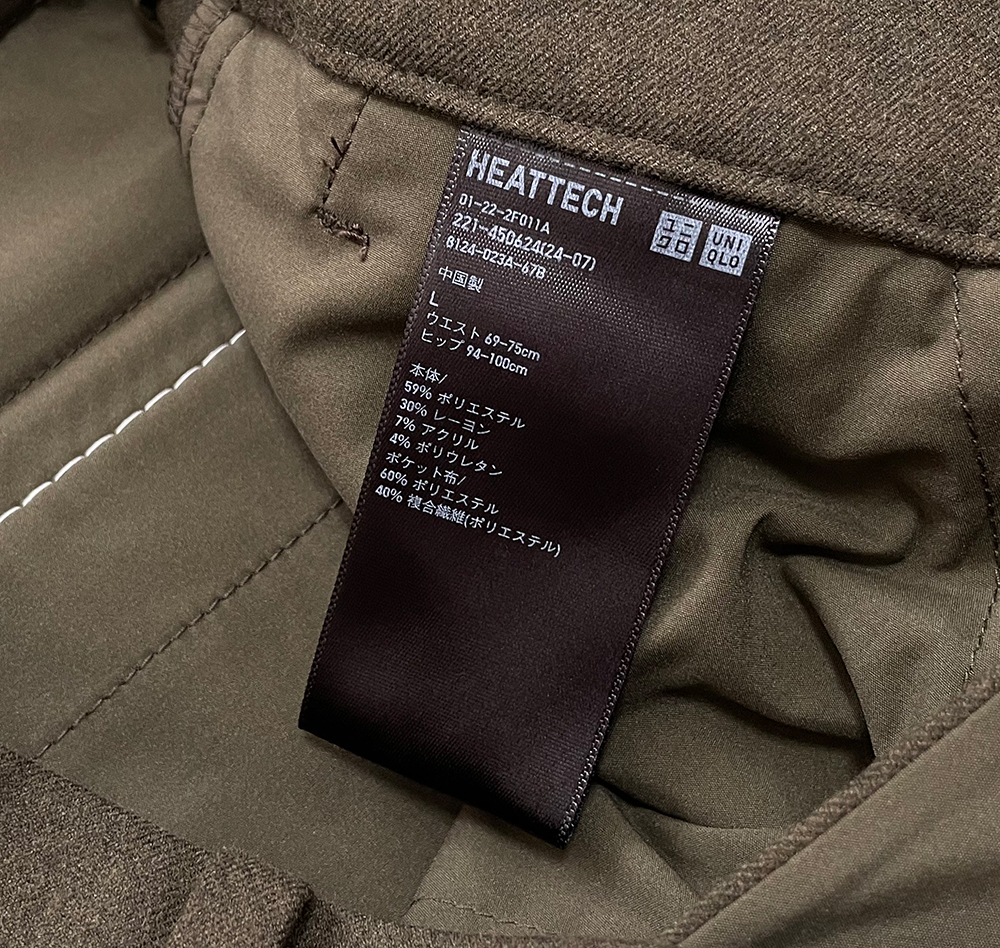 HEATTECH
ユニ
クロ
UNI
QLO
01-22-2F011A
221-450624(24-07)
8124-023A-67B
中国製
L
ウエスト 69-75cm
ヒップ 94-100cm
本体/
59% ポリエステル
30% レーヨン
7% アクリル
4% ポリウレタン
ポケット布/
60% ポリエステル
40% 複合繊維(ポリエステル)